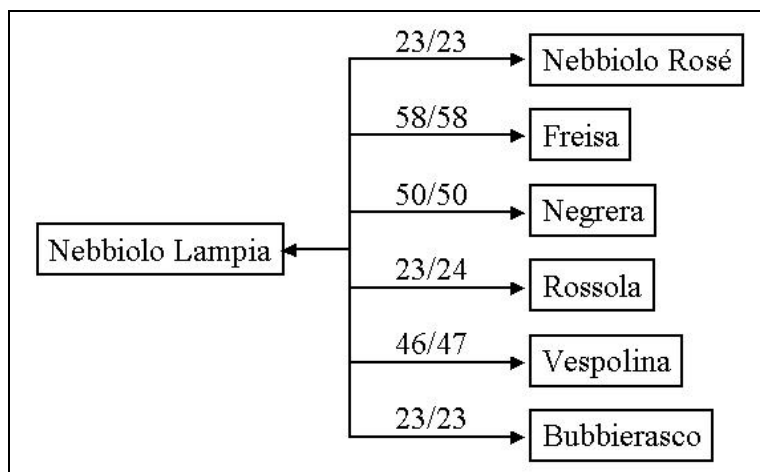 23/23
Nebbiolo Rosé
58/58
Freisa
50/50
Negrera
Nebbiolo Lampia
23/24
Rossola
46/47
Vespolina
23/23
Bubbierasco